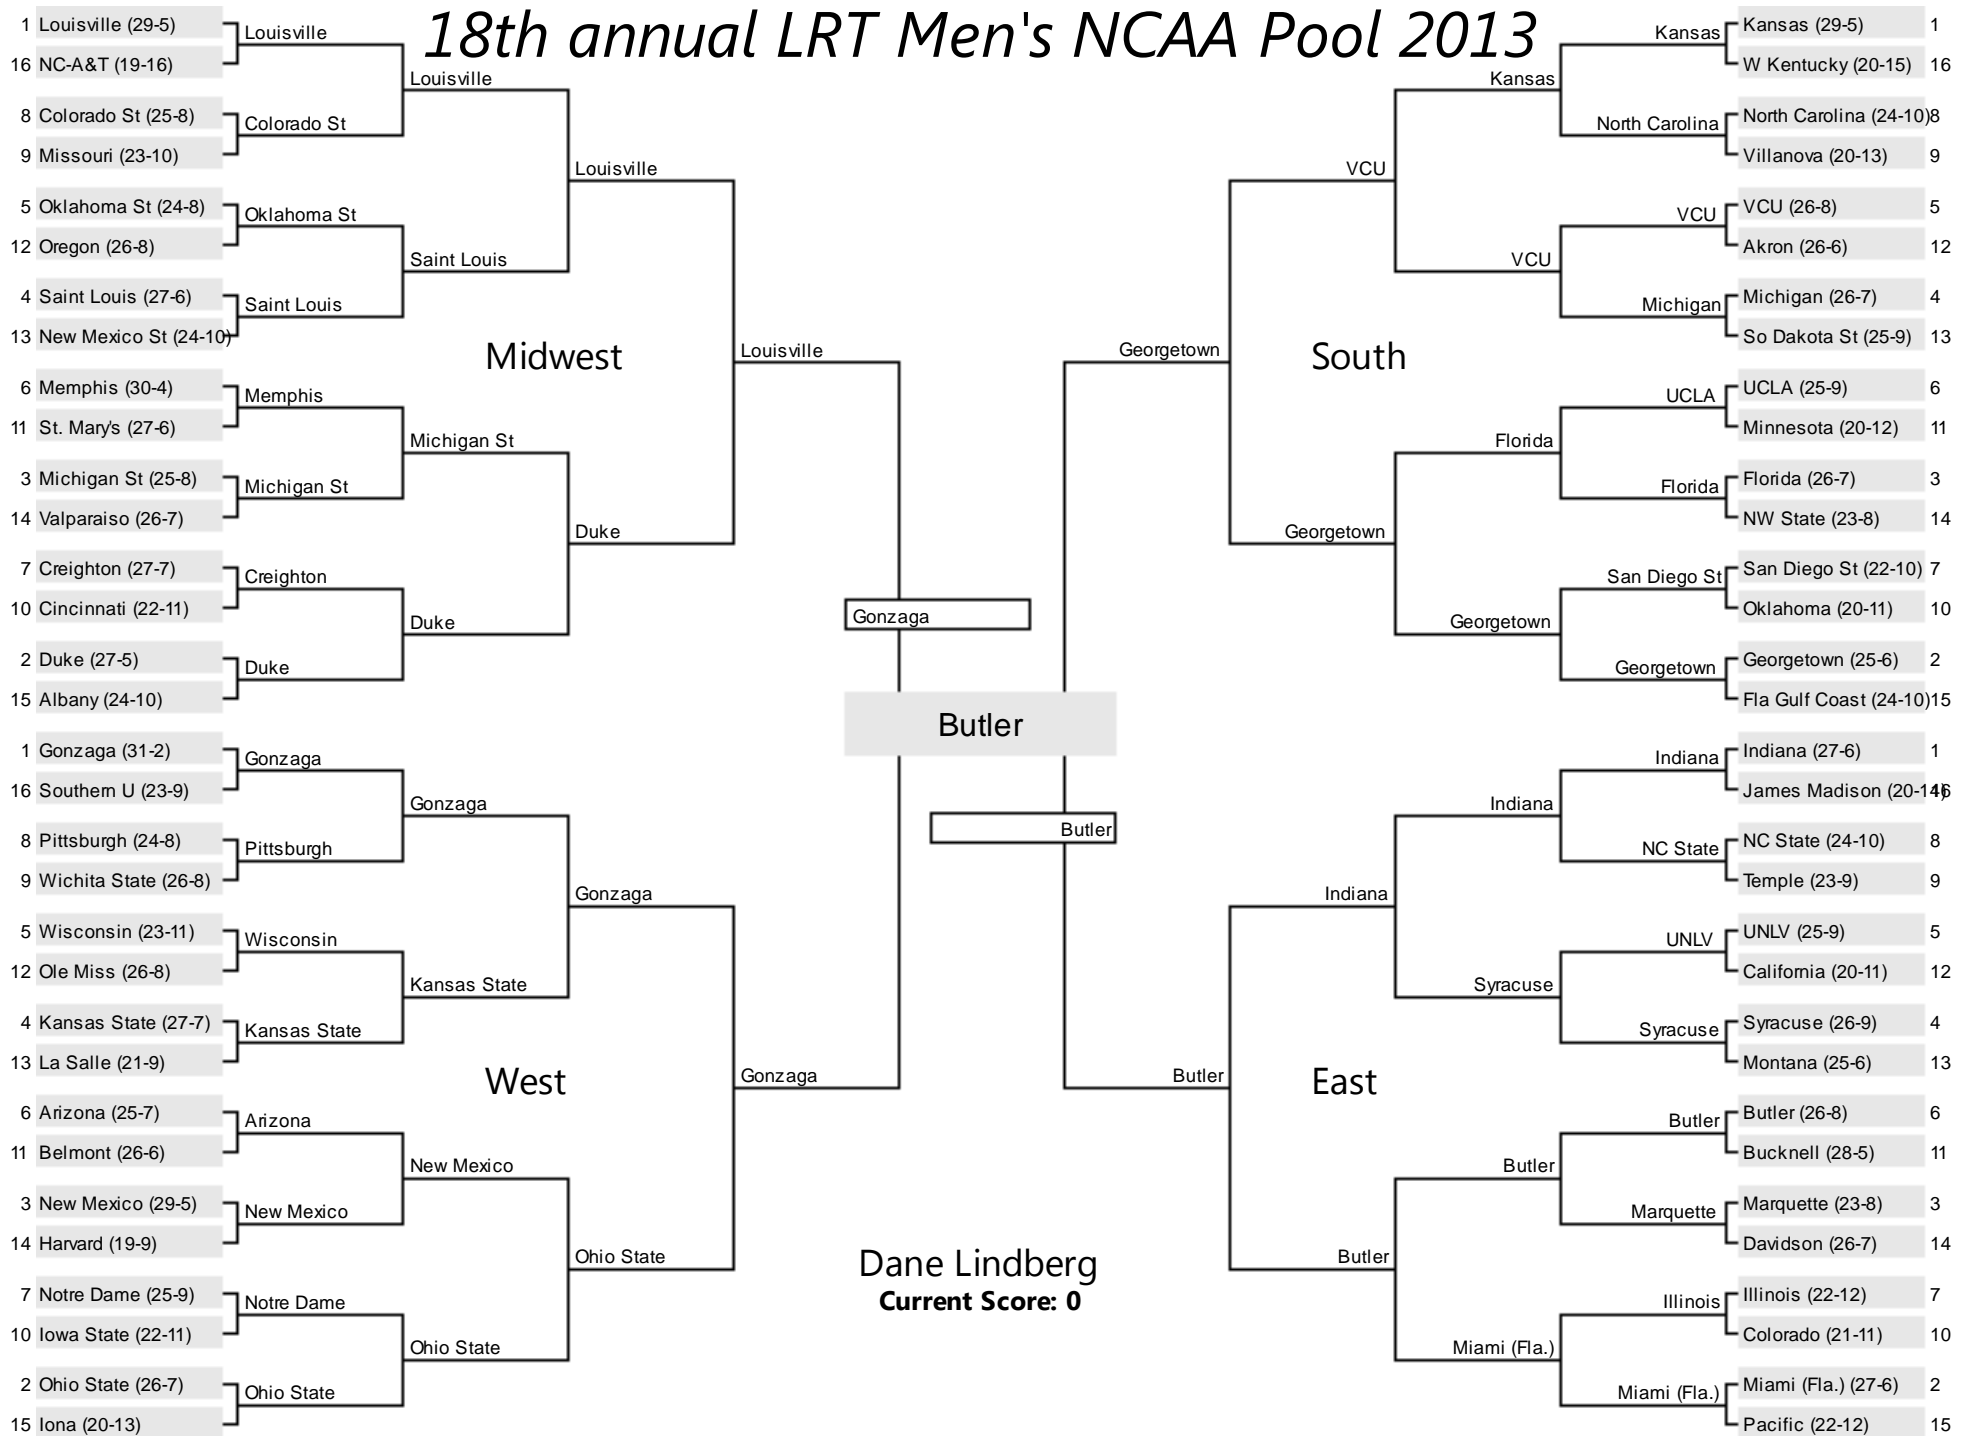 18th annual LRT Men's NCAA Pool 2013
1 Louisville (29-5)
16 NC-A&T (19-16)
8 Colorado St (25-8)
9 Missouri (23-10)
5 Oklahoma St (24-8)
12 Oregon (26-8)
4 Saint Louis (27-6)
13 New Mexico St (24-10)
6 Memphis (30-4)
11 St. Mary's (27-6)
3 Michigan St (25-8)
14 Valparaiso (26-7)
7 Creighton (27-7)
10 Cincinnati (22-11)
2 Duke (27-5)
15 Albany (24-10)
Louisville
Colorado St
Oklahoma St
Saint Louis
Memphis
Michigan St
Creighton
Duke
Louisville
Saint Louis
Michigan St
Duke
Louisville
Duke
Midwest
Louisville
1 Gonzaga (31-2)
16 Southern U (23-9)
8 Pittsburgh (24-8)
9 Wichita State (26-8)
5 Wisconsin (23-11)
12 Ole Miss (26-8)
4 Kansas State (27-7)
13 La Salle (21-9)
6 Arizona (25-7)
11 Belmont (26-6)
3 New Mexico (29-5)
14 Harvard (19-9)
7 Notre Dame (25-9)
10 Iowa State (22-11)
2 Ohio State (26-7)
15 Iona (20-13)
Gonzaga
Pittsburgh
Wisconsin
Kansas State
Arizona
New Mexico
Notre Dame
Ohio State
Gonzaga
Kansas State
New Mexico
Ohio State
Gonzaga
Ohio State
West
Gonzaga
Gonzaga
Butler
Butler
Dane Lindberg
Current Score: 0
Georgetown
South
VCU
Georgetown
Kansas
VCU
Florida
Georgetown
Kansas
North Carolina
VCU
Michigan
UCLA
Florida
San Diego St
Georgetown
Kansas (29-5) 1
W Kentucky (20-15) 16
North Carolina (24-10) 8
Villanova (20-13) 9
VCU (26-8) 5
Akron (26-6) 12
Michigan (26-7) 4
So Dakota St (25-9) 13
UCLA (25-9) 6
Minnesota (20-12) 11
Florida (26-7) 3
NW State (23-8) 14
San Diego St (22-10) 7
Oklahoma (20-11) 10
Georgetown (25-6) 2
Fla Gulf Coast (24-10) 15
Butler
East
Indiana
Butler
Indiana
Syracuse
Butler
Miami (Fla.)
Indiana
NC State
UNLV
Syracuse
Butler
Marquette
Illinois
Miami (Fla.)
Indiana (27-6) 1
James Madison (20-14) 16
NC State (24-10) 8
Temple (23-9) 9
UNLV (25-9) 5
California (20-11) 12
Syracuse (26-9) 4
Montana (25-6) 13
Butler (26-8) 6
Bucknell (28-5) 11
Marquette (23-8) 3
Davidson (26-7) 14
Illinois (22-12) 7
Colorado (21-11) 10
Miami (Fla.) (27-6) 2
Pacific (22-12) 15